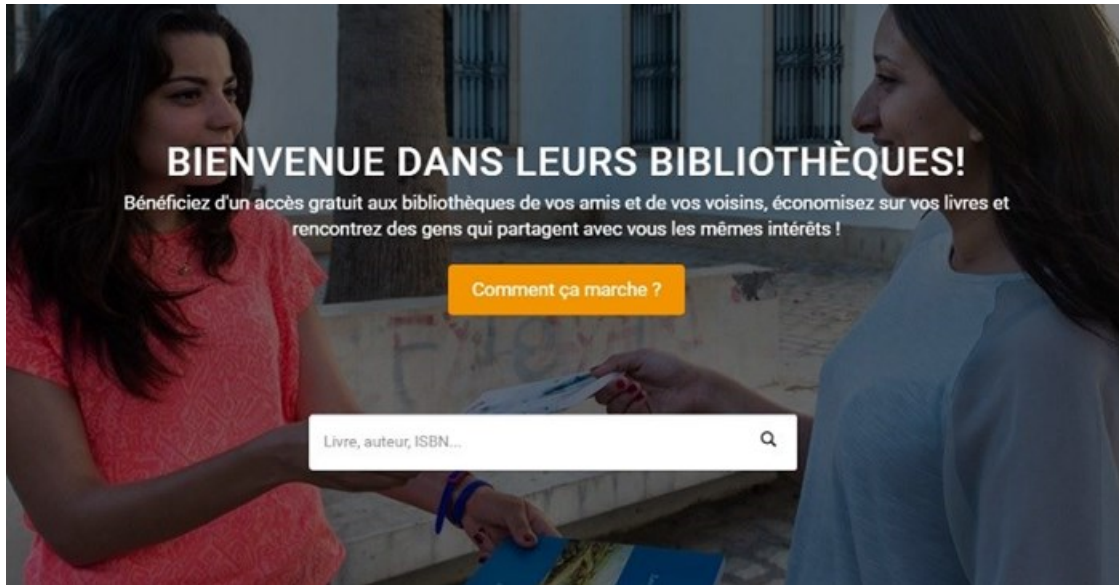 BIENVENUE DANS LEURS BIBLIOTHÈQUES!
Bénéficiez d'un accès gratuit aux bibliothèques de vos amis et de vos voisins, économisez sur vos livres et
rencontrez des gens qui partagent avec vous les mêmes intérêts !
Comment ça marche ?
Livre, auteur, ISBN...